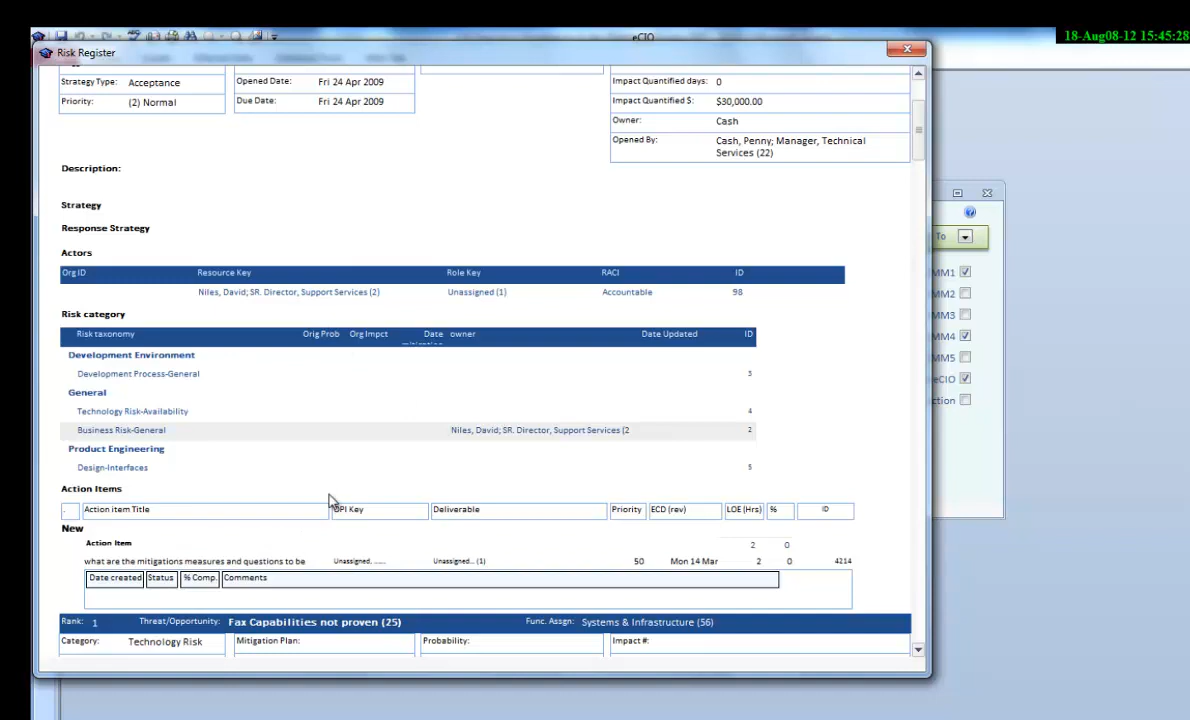 eCIO
18-Aug08-12 15:45:28
Risk Register
Strategy Type: Acceptance Opened Date: Fri 24 Apr 2009 Impact Quantified days: 0
Priority: (2) Normal Due Date: Fri 24 Apr 2009 Impact Quantified $: $30,000.00
Owner: Cash
Opened By: Cash, Penny; Manager, Technical
Services (22)
Description:
Strategy
Response Strategy
Actors
Org ID Resource Key Role Key RACI ID
Niles, David; SR. Director, Support Services (2) Unassigned (1) Accountable 98
Risk category
Risk taxonomy Orig Prob Orig Impct Date owner Date Updated ID
Development Environment
Development Process-General 3
General
Technology Risk-Availability 4
Business Risk-General Niles, David; SR. Director, Support Services (2 2
Product Engineering
Design-Interfaces 5
Action Items
. Action item Title Key Deliverable Priority ECD (rev) LOE (Hrs) % ID
New
Action Item 2 0
what are the mitigations measures and questions to be Unassigned...... Unassigned... (1) 50 Mon 14 Mar 2 0 4214
Date created Status % Comp. Comments
Rank: 1 Threat/Opportunity: Fax Capabilities not proven (25) Func. Assgn: Systems & Infrastructure (56)
Category: Technology Risk Mitigation Plan: Probability: Impact #:
To
MM1
MM2
MM3
MM4
MM5
eCIO
ction